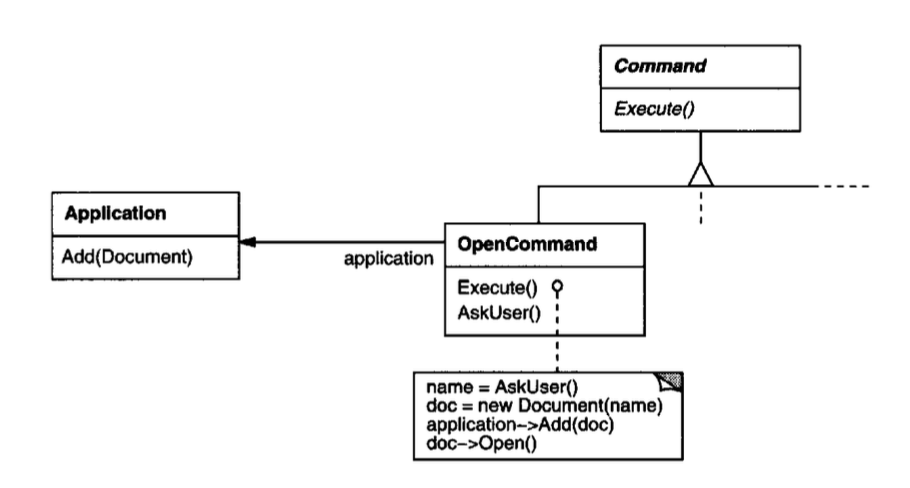 Command
Execute()
Application
Add(Document)
application
OpenCommand
Execute()
AskUser()
name = AskUser()
doc = new Document(name)
application->Add(doc)
doc->Open()